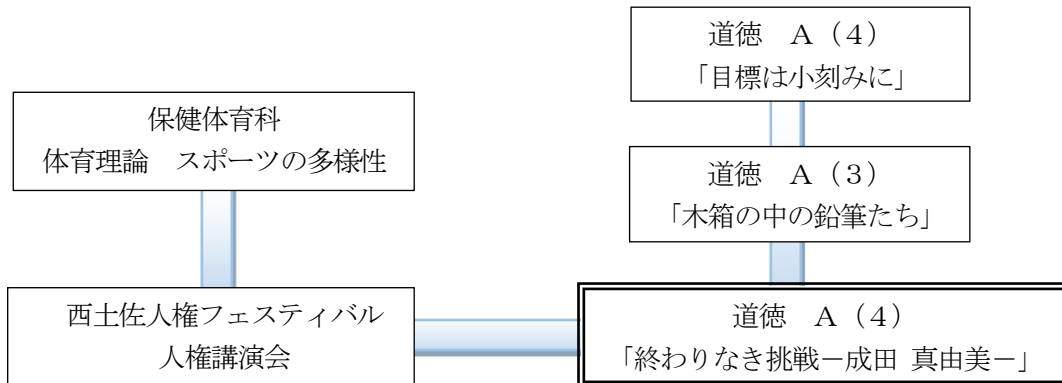 道徳　Ａ（４）
「目標は小刻みに」
保健体育科
体育理論　スポーツの多様性
道徳　Ａ（３）
「木箱の中の鉛筆たち」
西土佐人権フェスティバル
人権講演会
道徳　Ａ（４）
「終わりなき挑戦－成田 真由美－」